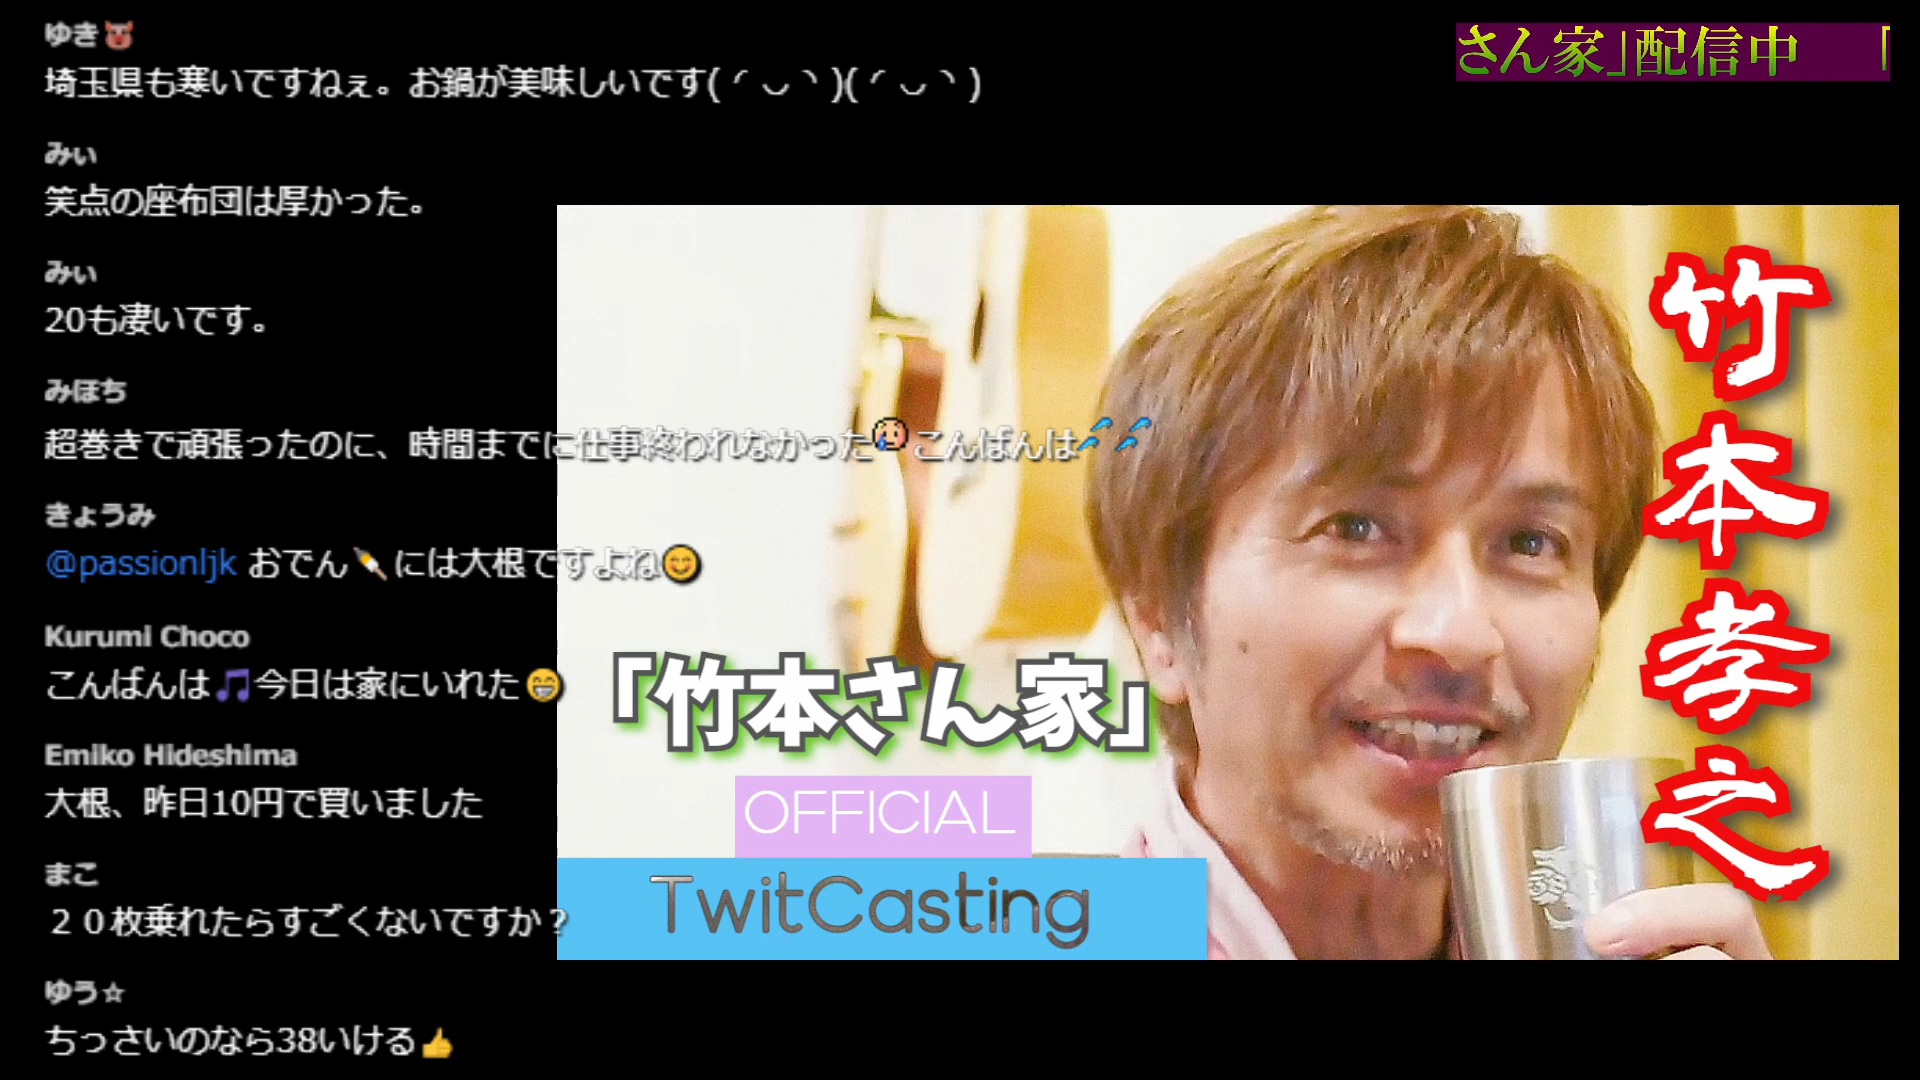 ゆき🐷
埼玉県も寒いですねぇ。お鍋が美味しいです(´◡`)(´◡`)
みぃ
笑点の座布団は厚かった。
みぃ
20も凄いです。
みほち
超巻きで頑張ったのに、時間までに仕事終われなかった😢こんばんは💦💦
きょうみ
@passionljk おでん🍡には大根ですよね😊
Kurumi Choco
こんばんは🎵今日は家にいれた😁
Emiko Hideshima
大根、昨日10円で買いました
まこ
２０枚乗れたらすごくないですか？
ゆう☆
ちっさいのなら38いける👍
さん家」配信中 「
竹本孝之
「竹本さん家」
OFFICIAL
TwitCasting